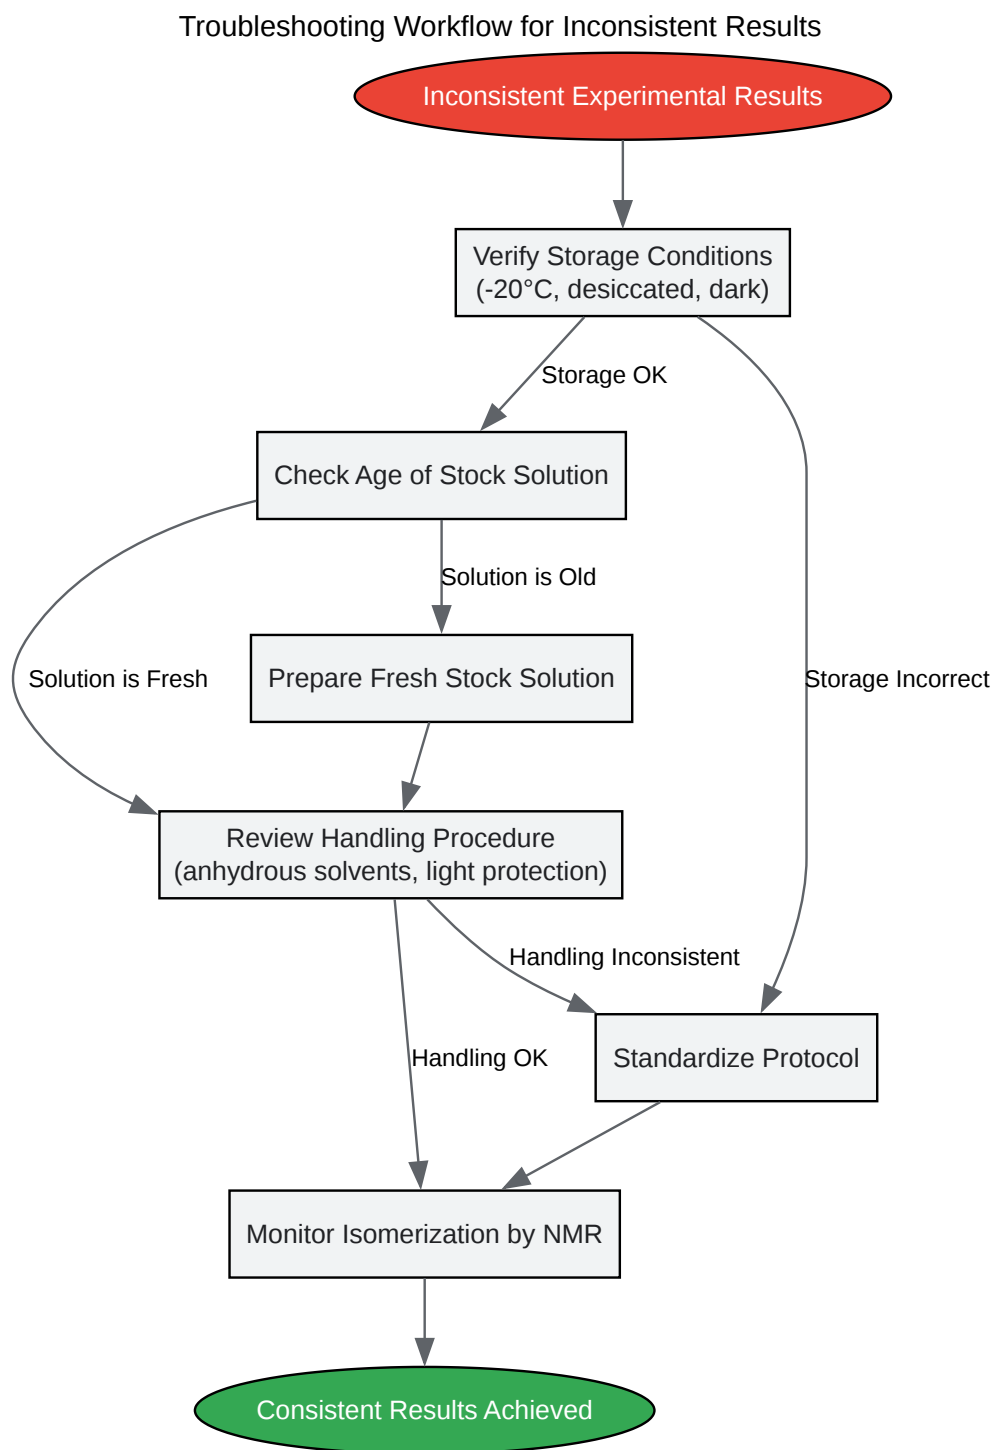 Troubleshooting Workflow for Inconsistent Results
Inconsistent Experimental Results
Verify Storage Conditions
(-20°C, desiccated, dark)
Storage OK
Check Age of Stock Solution
Solution is Old
Prepare Fresh Stock Solution
Solution is Fresh
Storage Incorrect
Review Handling Procedure
(anhydrous solvents, light protection)
Handling Inconsistent
Handling OK
Standardize Protocol
Monitor Isomerization by NMR
Consistent Results Achieved